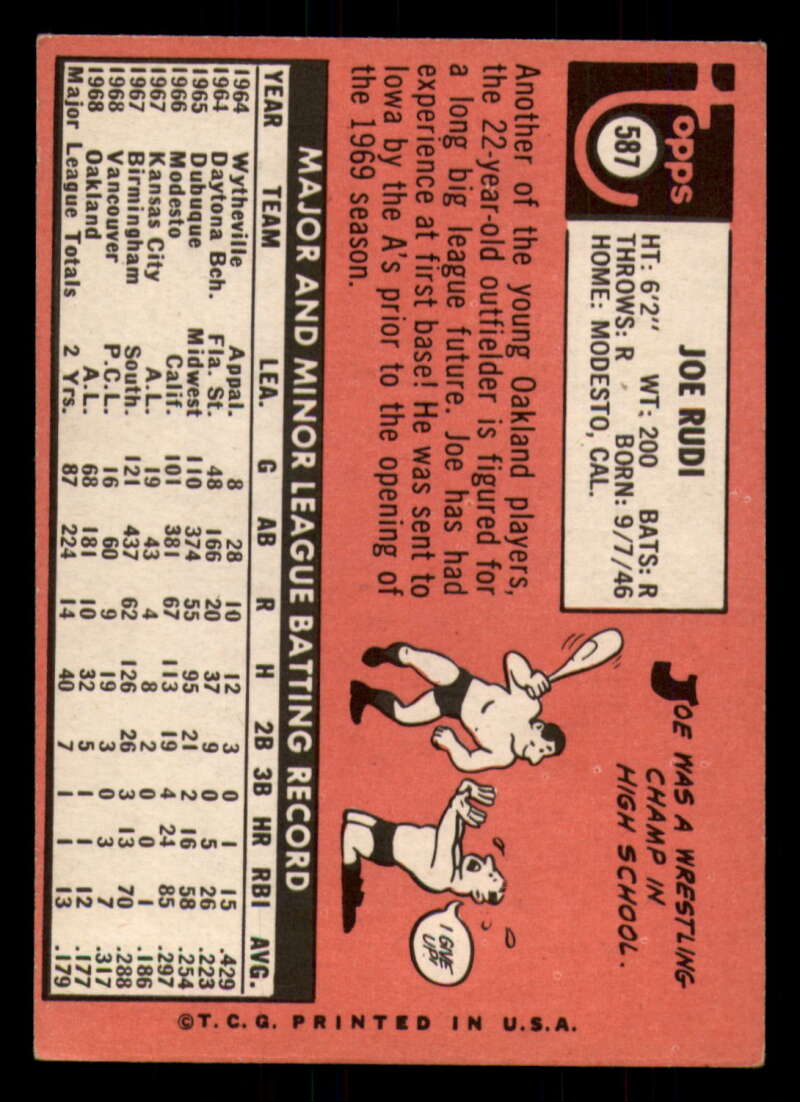 Topps
587
JOE RUDI
HT: 6'2" WT: 200 BATS: R
THROWS: R BORN: 9/7/46
HOME: MODESTO, CAL.
Another of the young Oakland players,
the 22-year-old outfielder is figured for
a long big league future. Joe has had
experience at first base! He was sent to
Iowa by the A's prior to the opening of
the 1969 season.
JOE WAS A WRESTLING
CHAMP IN
HIGH SCHOOL.
I GIVE
UP!!
MAJOR AND MINOR LEAGUE BATTING RECORD
YEAR TEAM LEA. G AB R H 2B 3B HR RBI AVG.
1964 Wytheville Appal. 8 28 10 12 3 0 1 15 .429
1964 Daytona Bch. Fla. St. 48 166 20 37 9 0 5 26 .223
1965 Dubuque Midwest 110 374 55 95 21 2 16 58 .254
1966 Modesto Calif. 101 381 67 113 19 4 24 85 .297
1967 Kansas City A.L. 19 43 4 8 2 0 0 1 .186
1967 Birmingham South. 121 437 62 126 26 3 13 70 .288
1968 Vancouver P.C.L. 16 60 9 19 3 0 3 7 .317
1968 Oakland A.L. 68 181 10 32 5 1 1 12 .177
Major League Totals 2 Yrs. 87 224 14 40 7 1 1 13 .179
©T.C.G. PRINTED IN U.S.A.